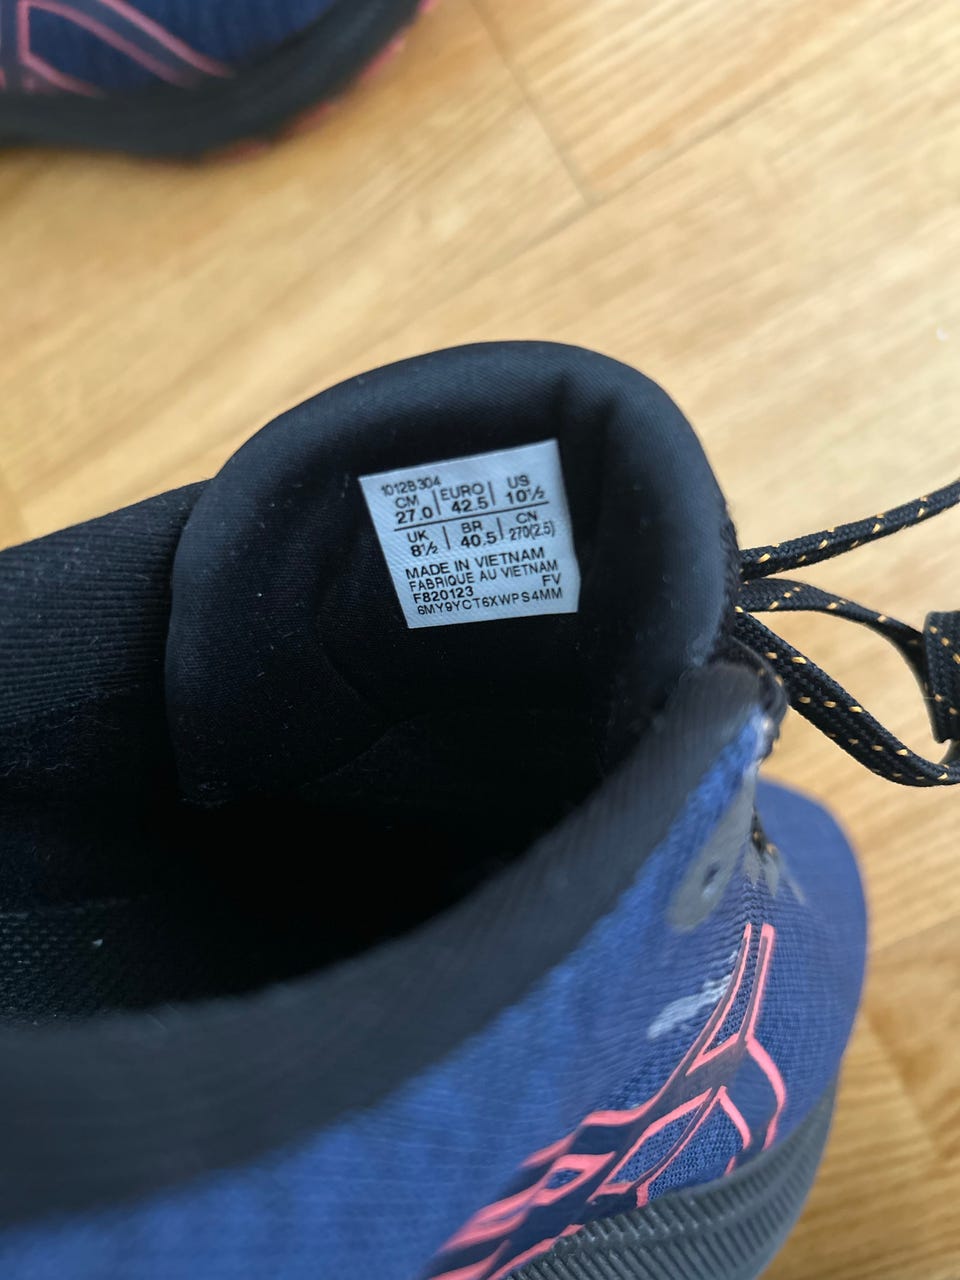 1012B304
CM EURO US
27.0 42.5 10½
UK BR CN
8½ 40.5 270(2.5)
MADE IN VIETNAM
FABRIQUE AU VIETNAM
F820123 FV
6MY9YCT6XWPS4MM